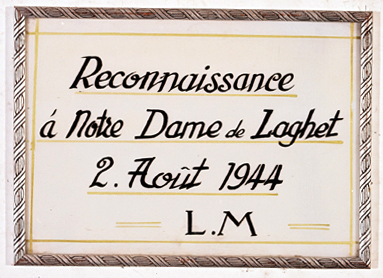 Reconnaissance
á Notre Dame de Laghet
2. Août 1944
L.M